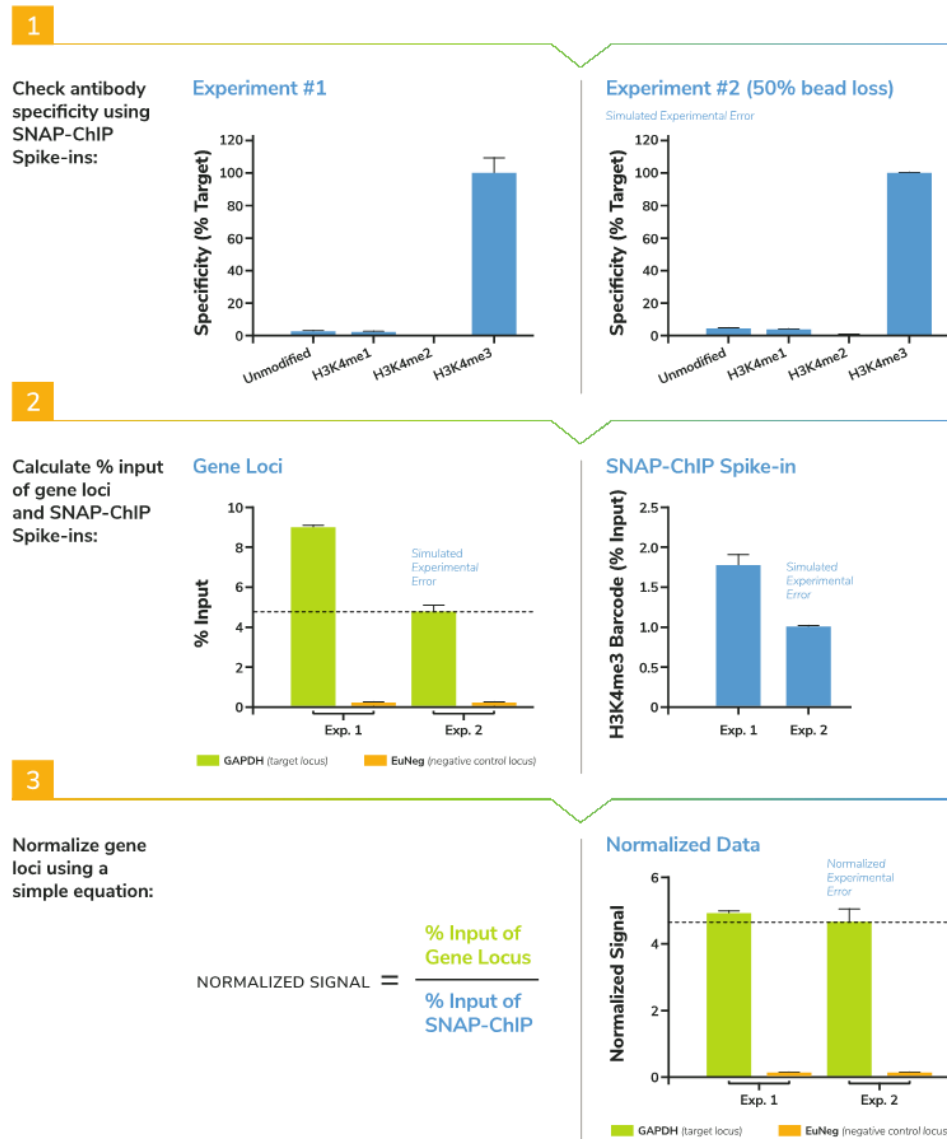 1
Check antibody
specificity using
SNAP-ChIP
Spike-ins:
Experiment #1
Specificity (% Target)
120
100
80
60
40
20
0
Unmodified
H3K4me1
H3K4me2
H3K4me3
Experiment #2 (50% bead loss)
Simulated Experimental Error
Specificity (% Target)
120
100
80
60
40
20
0
Unmodified
H3K4me1
H3K4me2
H3K4me3
2
Calculate % input
of gene loci
and SNAP-ChIP
Spike-ins:
Gene Loci
% Input
10
8
6
4
2
0
Simulated
Experimental
Error
Exp. 1
Exp. 2
GAPDH (target locus)
EuNeg (negative control locus)
SNAP-ChIP Spike-in
H3K4me3 Barcode (% Input)
2.5
2.0
1.5
1.0
0.5
0
Simulated
Experimental
Error
Exp. 1
Exp. 2
3
Normalize gene
loci using a
simple equation:
NORMALIZED SIGNAL =
% Input of
Gene Locus
% Input of
SNAP-ChIP
Normalized Data
Normalized Signal
6
4
2
0
Normalized
Experimental
Error
Exp. 1
Exp. 2
GAPDH (target locus)
EuNeg (negative control locus